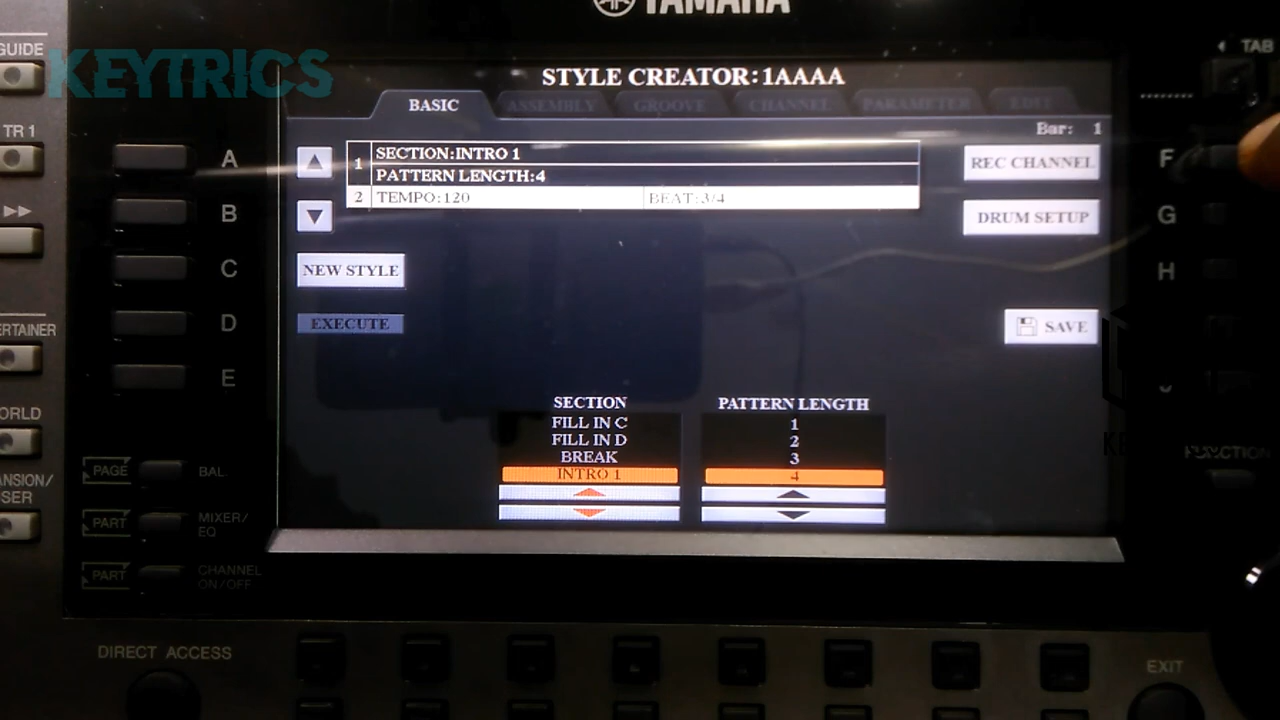 YAMAHA
GUIDE
KEYTRICS
TAB
STYLE CREATOR:1AAAA
BASIC
ASSEMBLY
GROOVE
CHANNEL
PARAMETER
EDIT
Bar: 1
TR 1
A
1
SECTION:INTRO 1
PATTERN LENGTH:4
REC CHANNEL
F
2
TEMPO:120
BEAT:3/4
B
DRUM SETUP
G
C
NEW STYLE
H
D
EXECUTE
SAVE
ERTAINER
E
SECTION
PATTERN LENGTH
FILL IN C
1
FILL IN D
2
BREAK
3
INTRO 1
4
ORLD
PAGE
BAL.
FUNCTION
ANSION/
SER
PART
MIXER/
EQ
PART
CHANNEL
ON/OFF
DIRECT ACCESS
EXIT